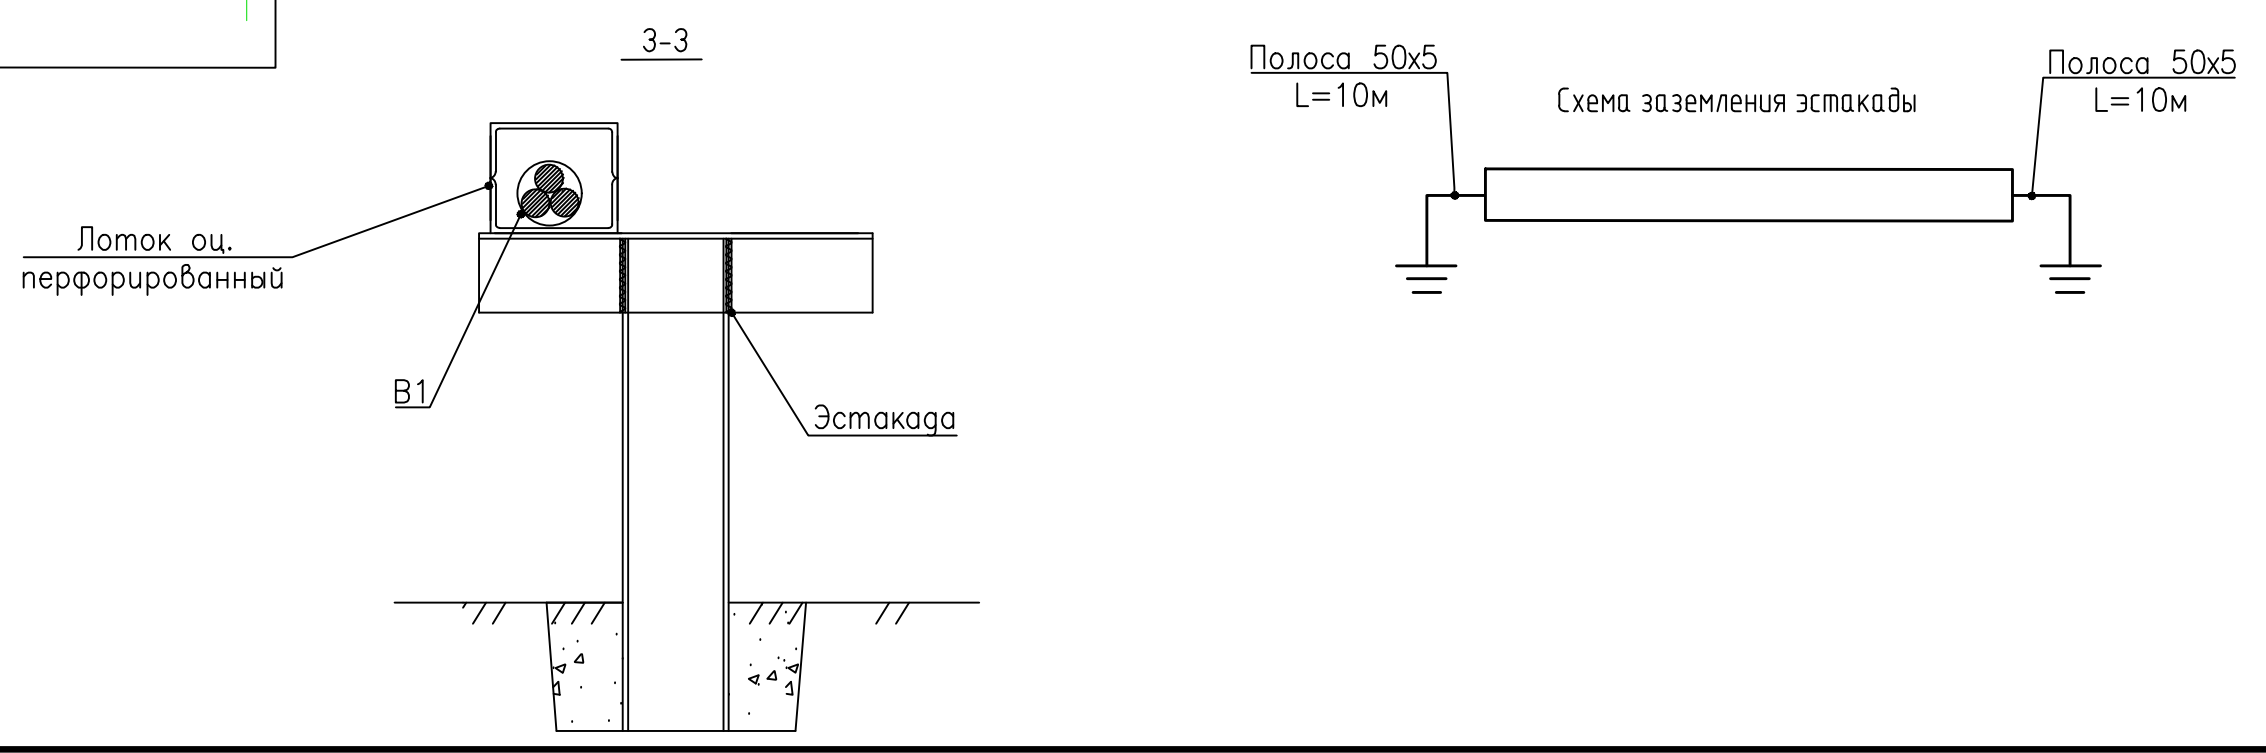 3-3
Лоток оц.
перфорированный
В1
Эстакада
Полоса 50х5
L=10м
Схема заземления эстакады
Полоса 50х5
L=10м